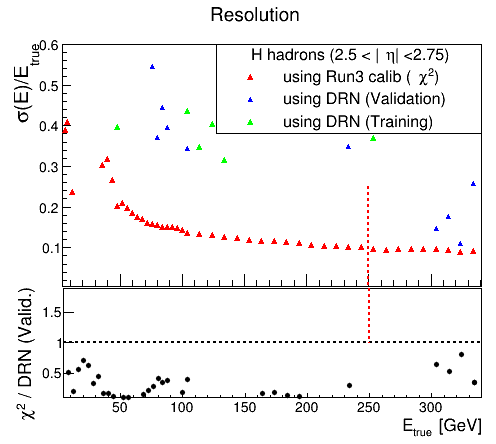 Resolution
σ(E)/E_true
0.6
0.5
0.4
0.3
0.2
0.1
H hadrons (2.5 < | η| <2.75)
using Run3 calib ( χ²)
using DRN (Validation)
using DRN (Training)
χ² / DRN (Valid.)
1.5
1
0.5
50 100 150 200 250 300
E_true [GeV]